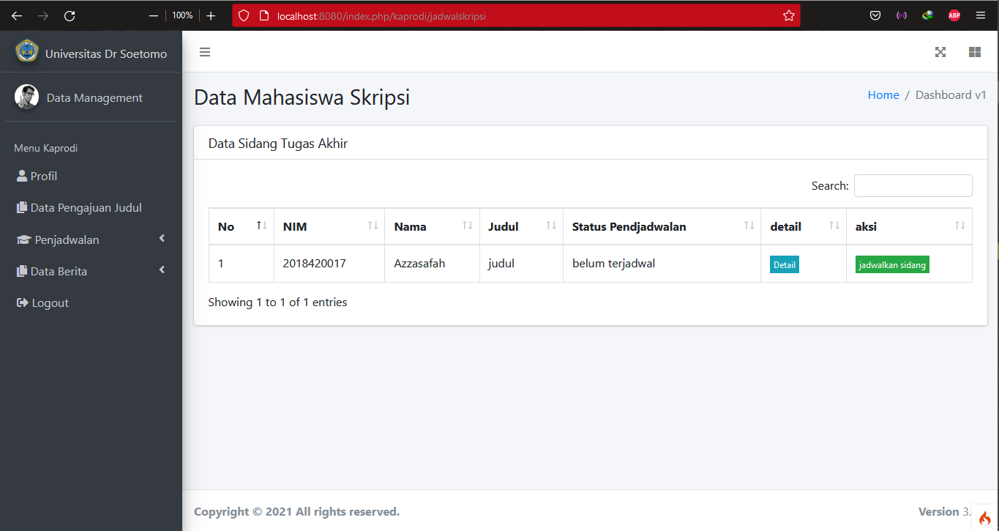 100%
localhost:8080/index.php/kaprodi/jadwalskripsi
ABP
Universitas Dr Soetomo
Data Management
Menu Kaprodi
Profil
Data Pengajuan Judul
Penjadwalan
Data Berita
Logout
Data Mahasiswa Skripsi
Home / Dashboard v1
Data Sidang Tugas Akhir
Search:
No NIM Nama Judul Status Pendjadwalan detail aksi
1 2018420017 Azzasafah judul belum terjadwal Detail jadwalkan sidang
Showing 1 to 1 of 1 entries
Copyright © 2021 All rights reserved.
Version 3.